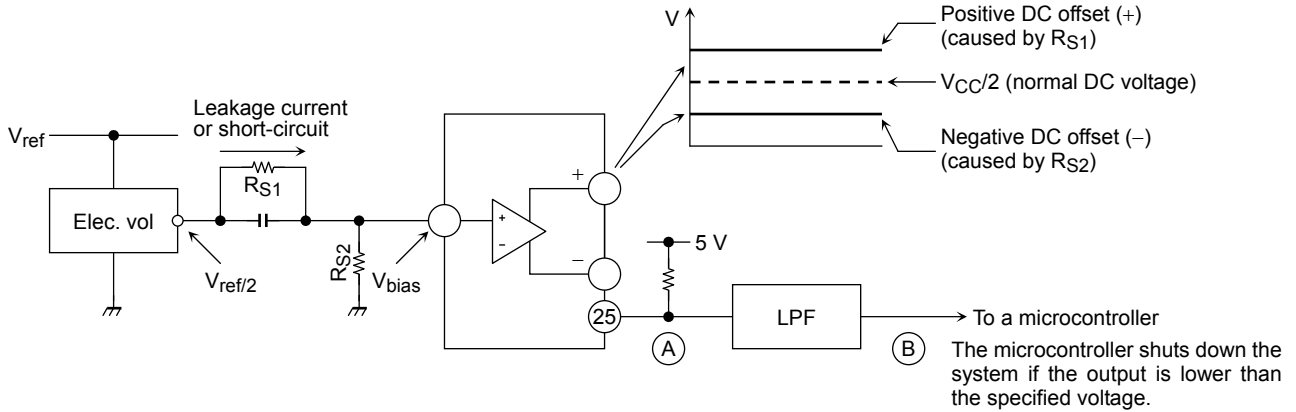 V
Positive DC offset (+)
(caused by RS1)
VCC/2 (normal DC voltage)
Negative DC offset (−)
(caused by RS2)
Leakage current
or short-circuit
Vref
RS1
Elec. vol
Vref/2
RS2
Vbias
+
−
+
−
25
5 V
A
LPF
B
To a microcontroller
The microcontroller shuts down the
system if the output is lower than
the specified voltage.